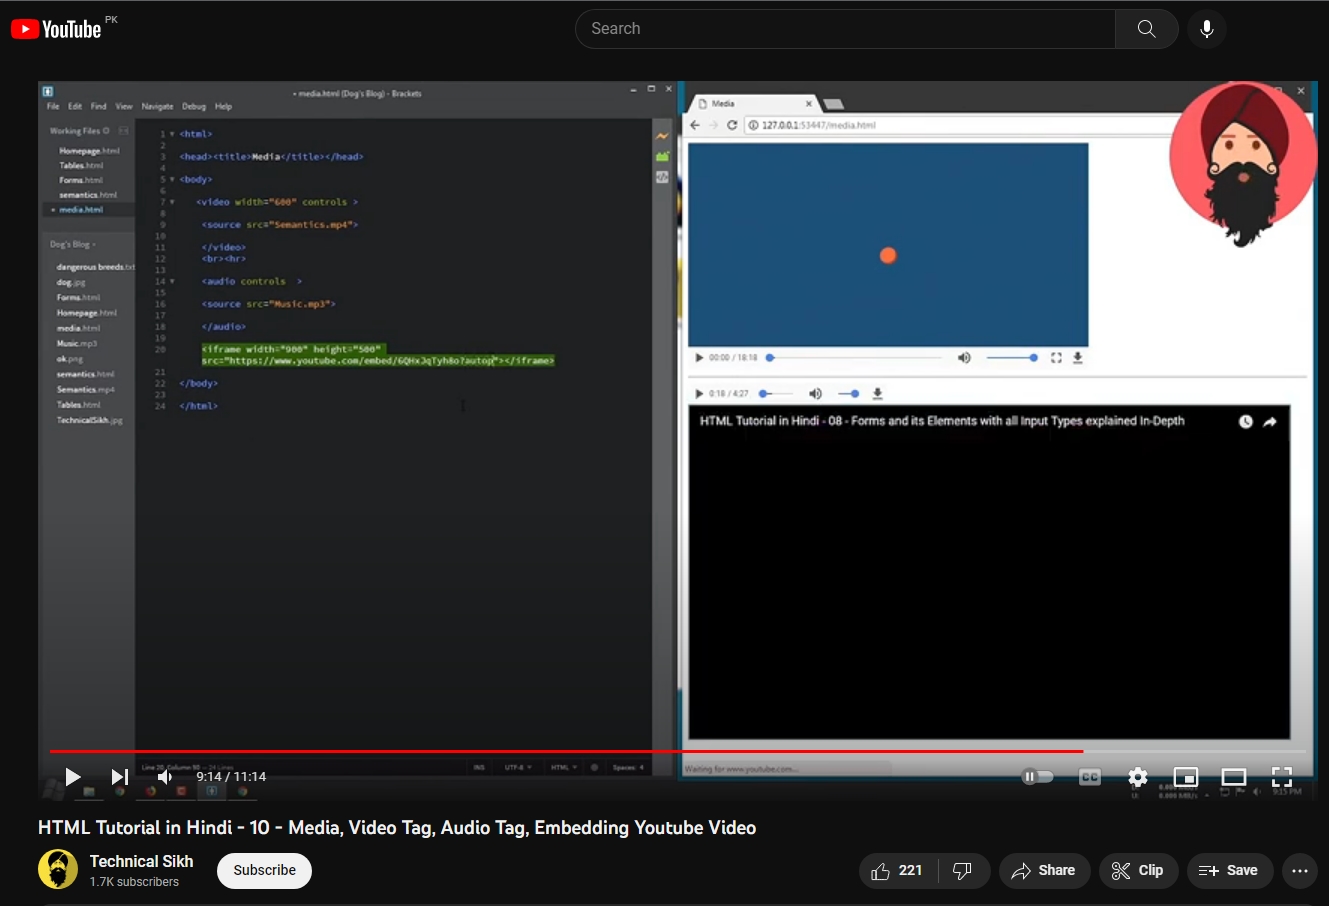 YouTube PK
Search
• media.html (Dog's Blog) - Brackets
File Edit Find View Navigate Debug Help
Working Files
Homepage.html
Tables.html
Forms.html
semantics.html
• media.html
Dog's Blog
dangerous breeds.txt
dog.jpg
Forms.html
Homepage.html
media.html
Music.mp3
ok.png
semantics.html
Semantics.mp4
Tables.html
TechnicalSikh.jpg
1 <html>
2
3 <head><title>Media</title></head>
4
5 <body>
6
7 <video width="600" controls >
8
9 <source src="Semantics.mp4">
10
11 </video>
12 <br><hr>
13
14 <audio controls >
15
16 <source src="Music.mp3">
17
18 </audio>
19
20 <iframe width="900" height="500"
src="https://www.youtube.com/embed/6QHxJqTyh8o?autop"></iframe>
21
22 </body>
23
24 </html>
Line 20, Column 90 — 24 Lines
INS UTF-8 HTML Spaces: 4
Media
127.0.0.1:53447/media.html
00:00 / 18:18
0:18 / 4:27
HTML Tutorial in Hindi - 08 - Forms and its Elements with all Input Types explained In-Depth
Waiting for www.youtube.com...
9:14 / 11:14
CC
9:15 PM
HTML Tutorial in Hindi - 10 - Media, Video Tag, Audio Tag, Embedding Youtube Video
Technical Sikh
1.7K subscribers
Subscribe
221
Share
Clip
Save